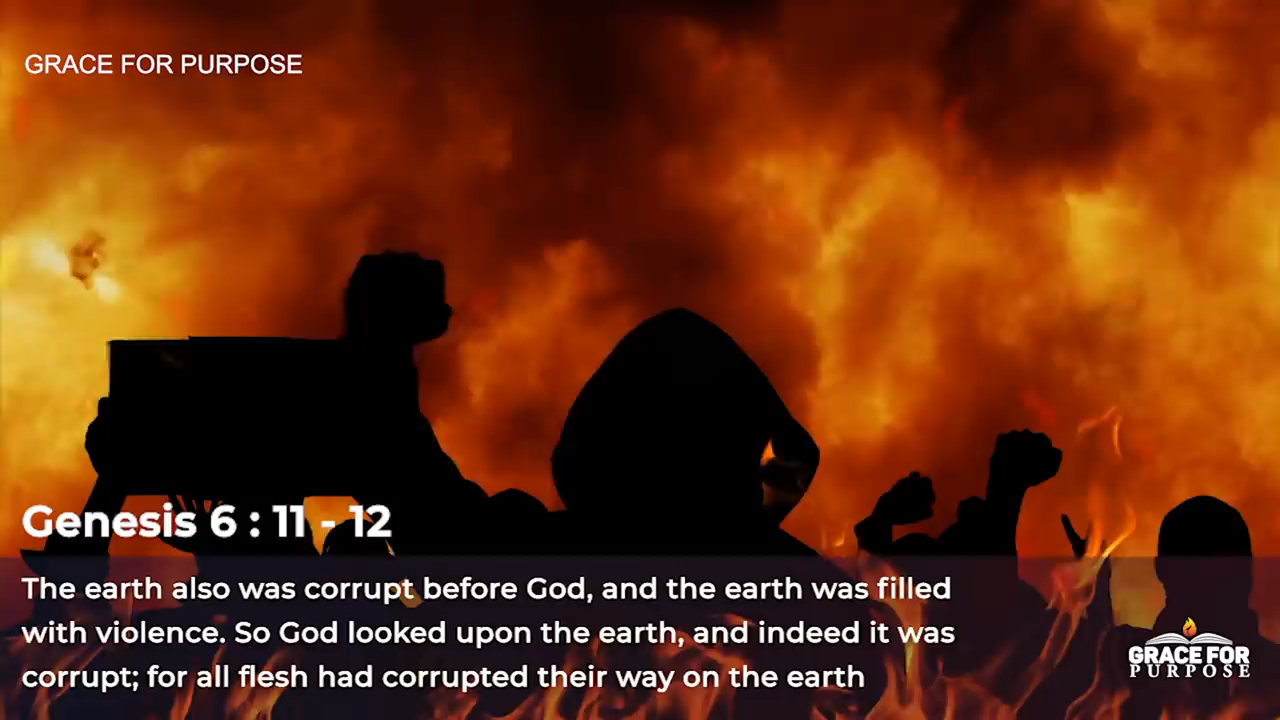 GRACE FOR PURPOSE
Genesis 6 : 11 - 12
The earth also was corrupt before God, and the earth was filled
with violence. So God looked upon the earth, and indeed it was
corrupt; for all flesh had corrupted their way on the earth
GRACE FOR
PURPOSE